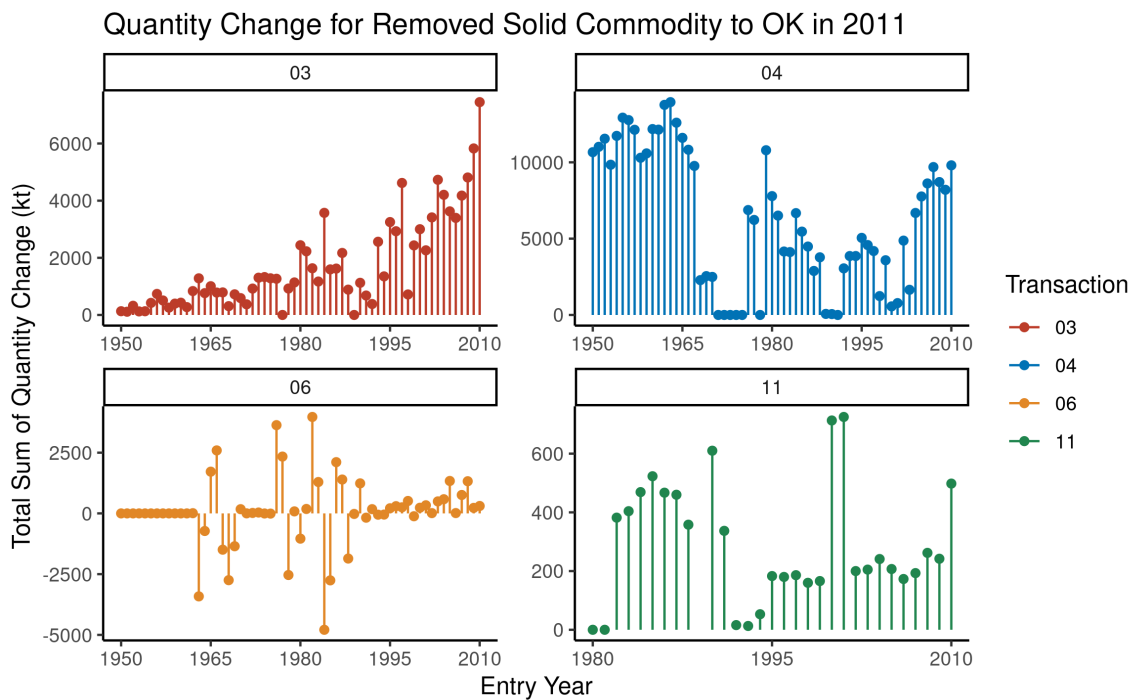 Quantity Change for Removed Solid Commodity to OK in 2011
03
04
6000
4000
2000
0
10000
5000
0
1950 1965 1980 1995 2010
1950 1965 1980 1995 2010
06
11
2500
0
-2500
-5000
600
400
200
0
1950 1965 1980 1995 2010
1980 1995 2010
Total Sum of Quantity Change (kt)
Entry Year
Transaction
03
04
06
11